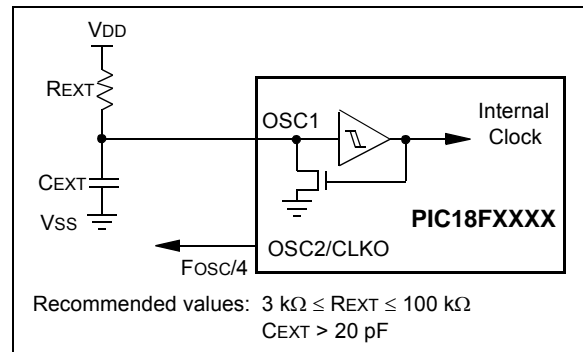 VDD
REXT
OSC1
Internal
Clock
CEXT
VSS
PIC18FXXXX
OSC2/CLKO
FOSC/4
Recommended values: 3 kΩ ≤ REXT ≤ 100 kΩ
CEXT > 20 pF